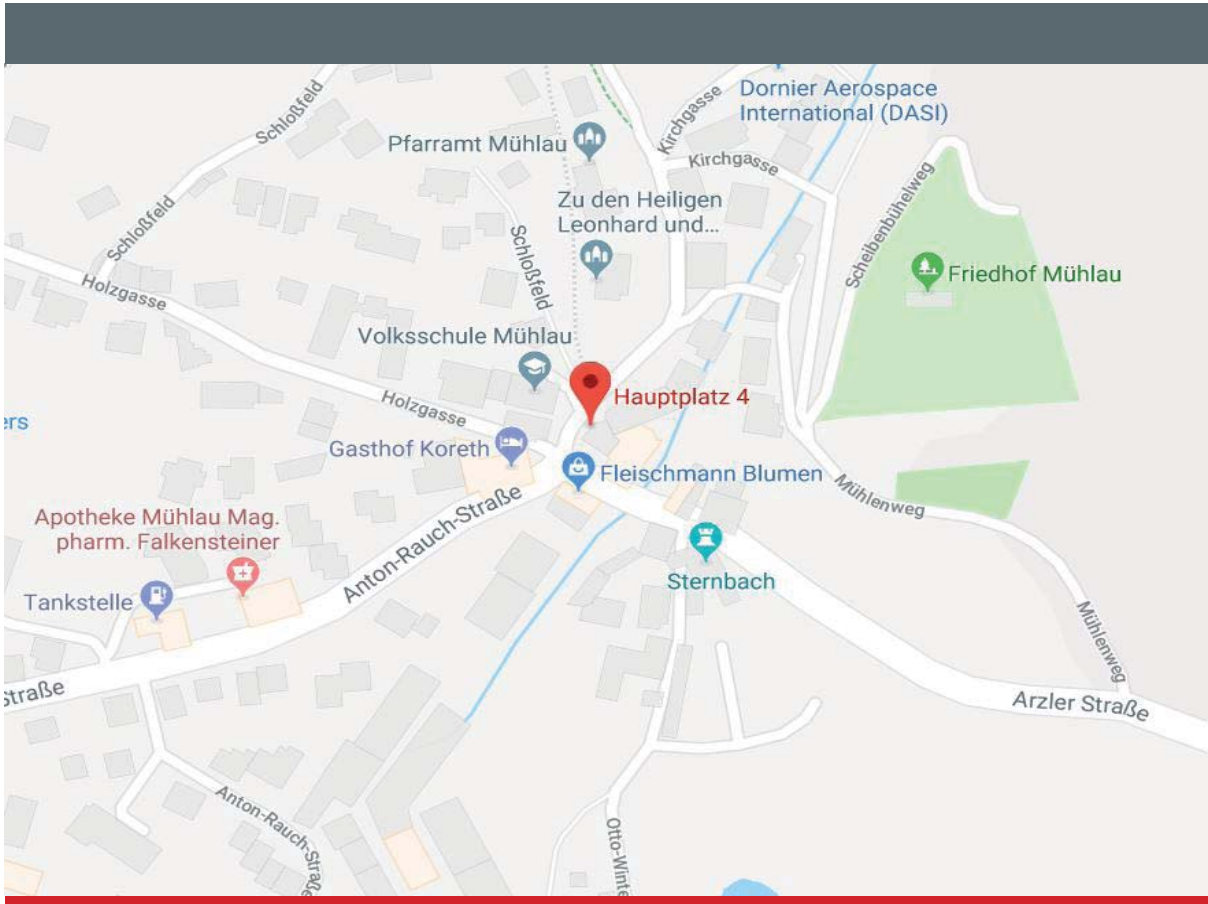 Dornier Aerospace
International (DASI)
Kirchgasse
Schloßfeld
Pfarramt Mühlau
Kirchgasse
Zu den Heiligen
Leonhard und...
Schloßfeld
Scheibenbühelweg
Schloßfeld
Friedhof Mühlau
Holzgasse
Volksschule Mühlau
Hauptplatz 4
Holzgasse
ers
Gasthof Koreth
Fleischmann Blumen
Mühlenweg
Apotheke Mühlau Mag.
pharm. Falkensteiner
Anton-Rauch-Straße
Sternbach
Tankstelle
Mühlenweg
Straße
Arzler Straße
Anton-Rauch-Straße
Otto-Winte